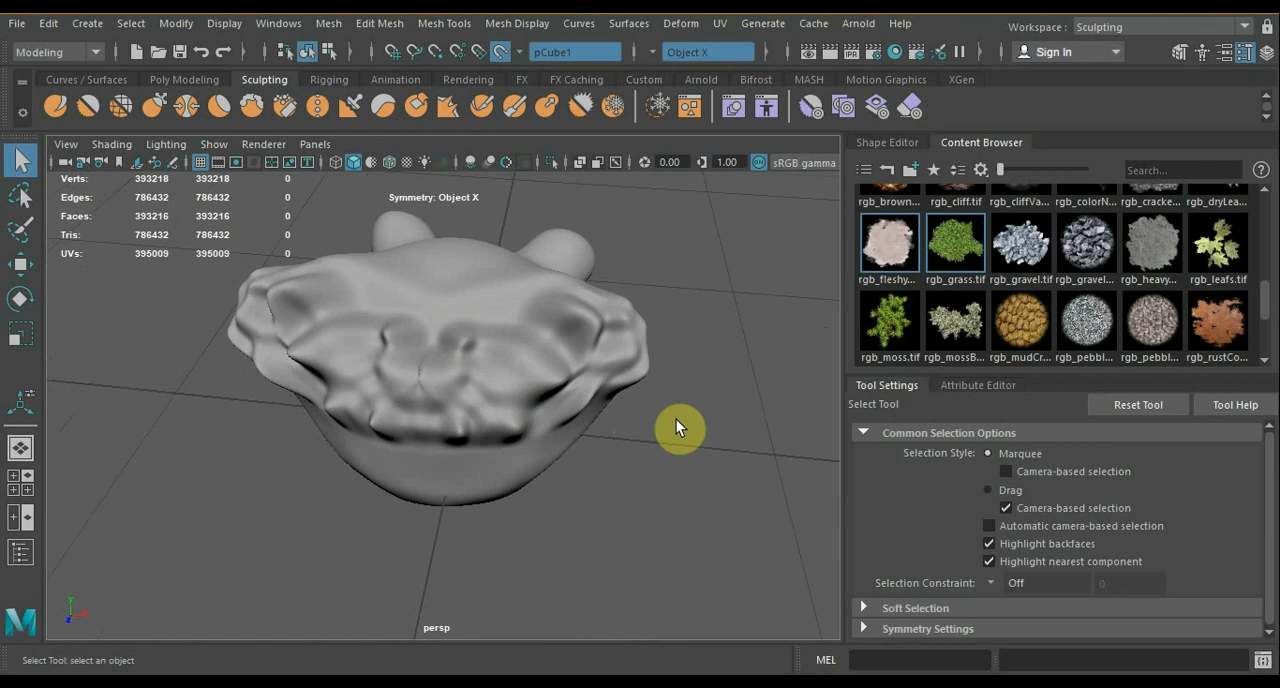 File Edit Create Select Modify Display Windows Mesh Edit Mesh Mesh Tools Mesh Display Curves Surfaces Deform UV Generate Cache Arnold Help
Workspace : Sculpting
Modeling pCube1 Object X Sign In
Curves / Surfaces Poly Modeling Sculpting Rigging Animation Rendering FX FX Caching Custom Arnold Bifrost MASH Motion Graphics XGen
View Shading Lighting Show Renderer Panels
Shape Editor Content Browser
0.00 1.00 sRGB gamma
Search...
Verts: 393218 393218 0
Edges: 786432 786432 0
Faces: 393216 393216 0
Tris: 786432 786432 0
UVs: 395009 395009 0
Symmetry: Object X
rgb_brown... rgb_cliff.tif rgb_cliffVa... rgb_colorN... rgb_cracke... rgb_dryLea...
rgb_fleshy... rgb_grass.tif rgb_gravel.tif rgb_gravel... rgb_heavy... rgb_leafs.tif
rgb_moss.tif rgb_mossB... rgb_mudCr... rgb_pebbl... rgb_pebbl... rgb_rustCo...
Tool Settings Attribute Editor
Select Tool Reset Tool Tool Help
Common Selection Options
Selection Style: Marquee
Camera-based selection
Drag
Camera-based selection
Automatic camera-based selection
Highlight backfaces
Highlight nearest component
Selection Constraint: Off 0
Soft Selection
Symmetry Settings
y
x
z
persp
Select Tool: select an object
MEL